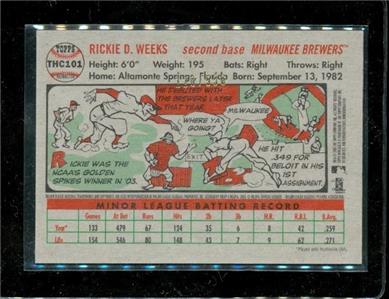 TOPPS
THC101
RICKIE D. WEEKS second base MILWAUKEE BREWERS
Height: 6'0" Weight: 195 Bats: Right Throws: Right
Home: Altamonte Springs, Florida Born: September 13, 1982
HE DEBUTED WITH
THE BREWERS LATER
THAT YEAR.
MILWAUKEE
WHERE YA
GOING?
EXIT
RICKIE WAS THE
NCAA'S GOLDEN
SPIKES WINNER IN '03.
HE HIT
.349 FOR
BELOIT IN HIS
1ST
ASSIGNMENT.
MINOR LEAGUE BATTING RECORD
Games At Bat Runs Hits 2B 3B H.R. R.B.I. B. Avg.
Year* 133 479 67 124 35 6 8 42 .259
Life 154 546 80 148 43 9 62 .271